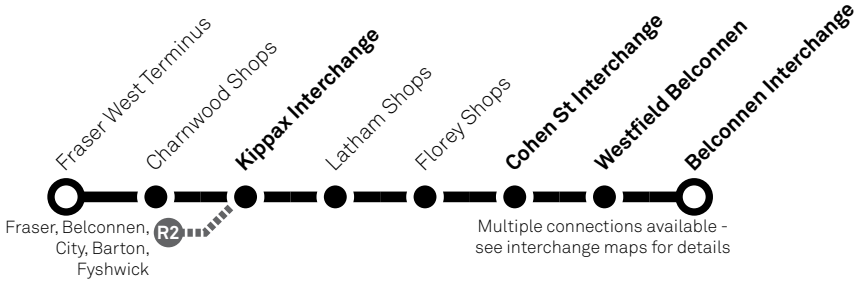 Fraser West Terminus
Charnwood Shops
Kippax Interchange
Latham Shops
Florey Shops
Cohen St Interchange
Westfield Belconnen
Belconnen Interchange
Fraser, Belconnen,
City, Barton,
Fyshwick
R2
Multiple connections available -
see interchange maps for details